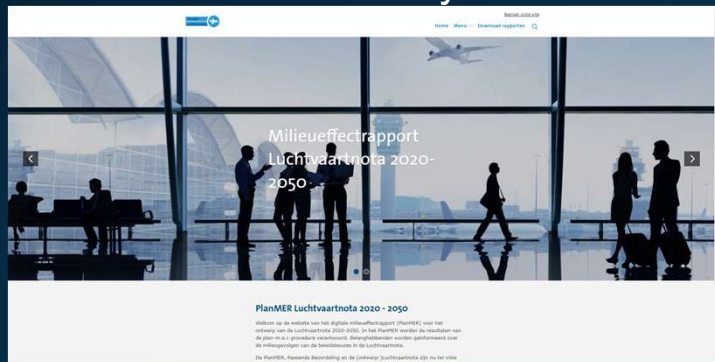 Bezoek onze site
Home Menu Download rapporten
Milieueffectrapport
Luchtvaartnota 2020-
2050
PlanMER Luchtvaartnota 2020 - 2050
Welkom op de website van het digitale milieueffectrapport (PlanMER) voor het
ontwerp van de Luchtvaartnota 2020-2050. In het PlanMER worden de resultaten van
de plan-m.e.r.-procedure verantwoord. Belanghebbenden worden geïnformeerd over
de milieugevolgen van de beleidskeuzes in de Luchtvaartnota.
De PlanMER, Passende Beoordeling en de (ontwerp-)Luchtvaartnota zijn nu ter visie